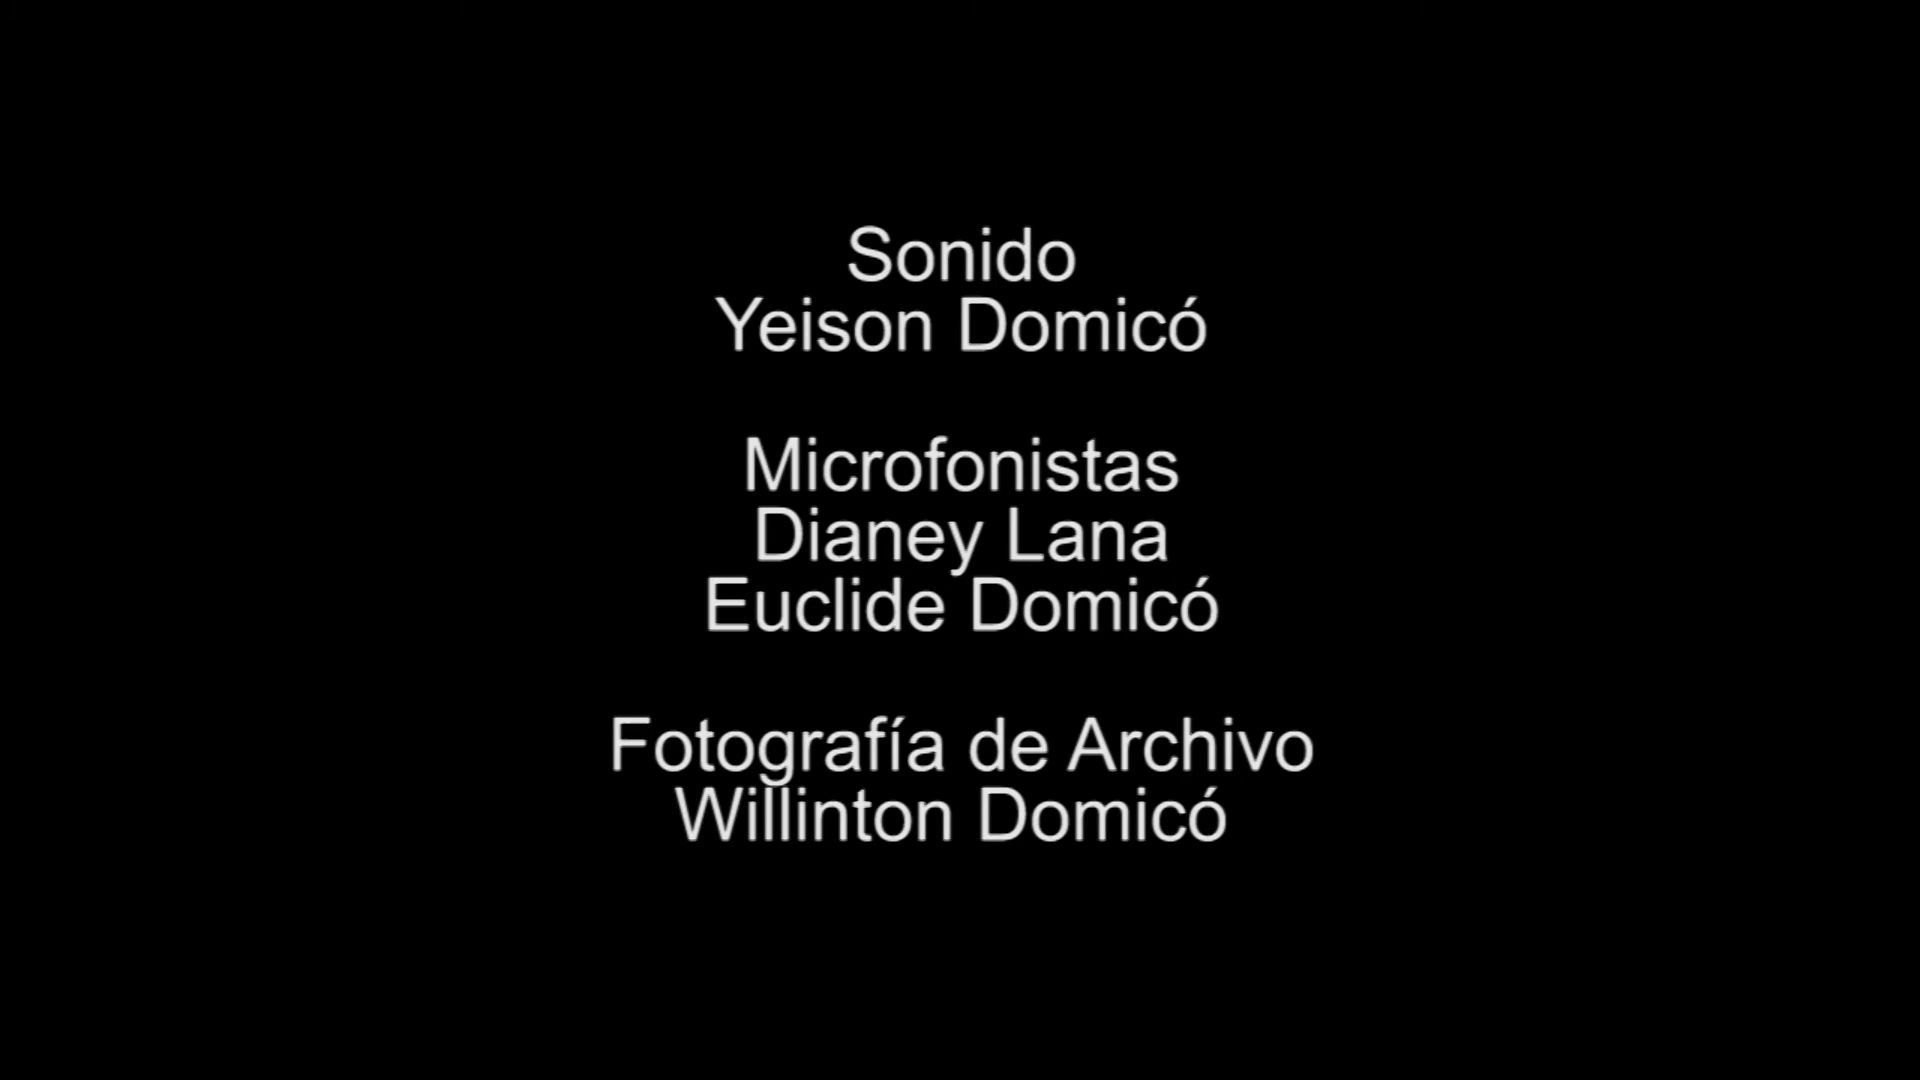 Sonido
Yeison Domicó
Microfonistas
Dianey Lana
Euclide Domicó
Fotografía de Archivo
Willinton Domicó